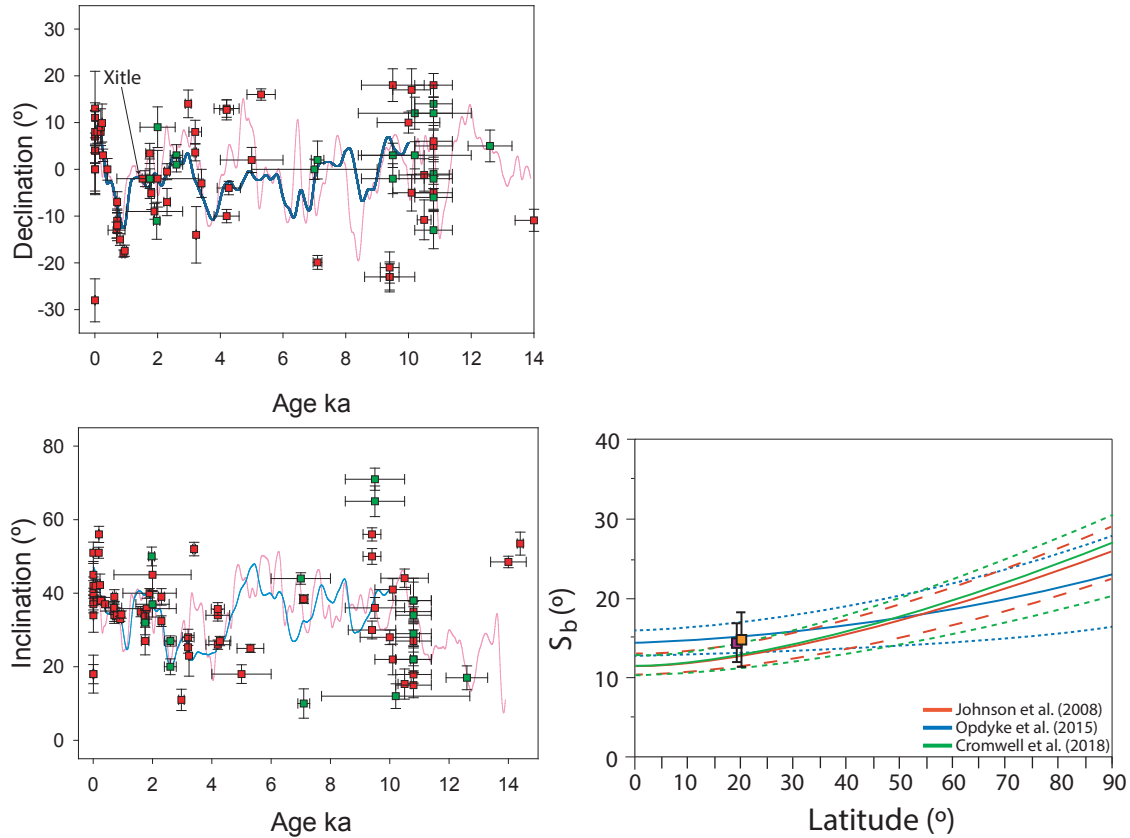 30
20
10
0
-10
-20
-30
Declination (º)
Xitle
0 2 4 6 8 10 12 14
Age ka
80
60
40
20
0
Inclination (º)
0 2 4 6 8 10 12 14
Age ka
40
30
20
10
0
Sb (º)
Johnson et al. (2008)
Opdyke et al. (2015)
Cromwell et al. (2018)
0 10 20 30 40 50 60 70 80 90
Latitude (º)